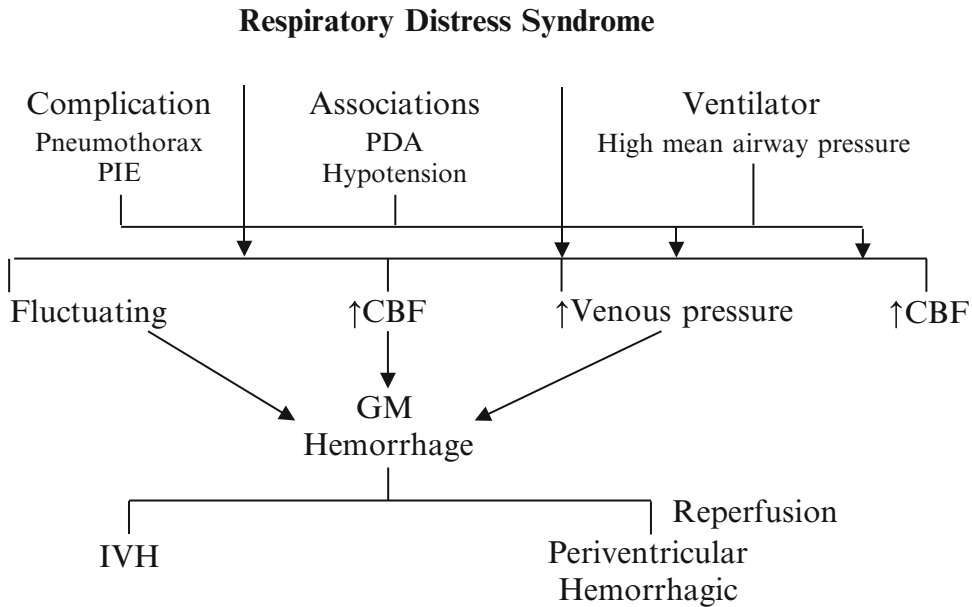 Respiratory Distress Syndrome
Complication
Pneumothorax
PIE
Associations
PDA
Hypotension
Ventilator
High mean airway pressure
Fluctuating
↑CBF
↑Venous pressure
↑CBF
GM
Hemorrhage
IVH
Reperfusion
Periventricular
Hemorrhagic